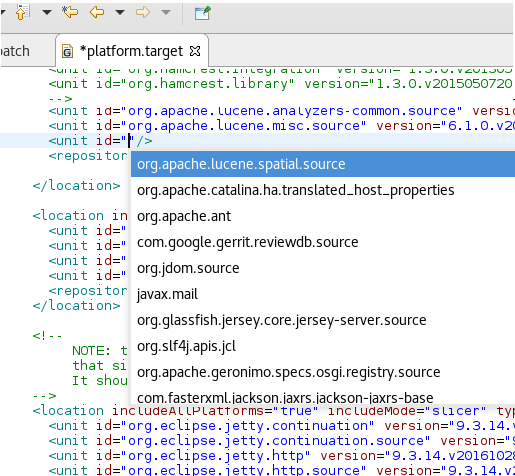 patch
*platform.target
<unit id="org.hamcrest.integration" version="1.3.0.v201305
<unit id="org.hamcrest.library" version="1.3.0.v2015050720
-->
<unit id="org.apache.lucene.analyzers-common.source" versi
<unit id="org.apache.lucene.misc.source" version="6.1.0.v20
<unit id=""/>
<repositor
org.apache.lucene.spatial.source
</location>
org.apache.catalina.ha.translated_host_properties
<location in
org.apache.ant
<unit id="
com.google.gerrit.reviewdb.source
<unit id="
<unit id="
org.jdom.source
<unit id="
<repositor
javax.mail
</location>
org.glassfish.jersey.core.jersey-server.source
<!--
org.slf4j.apis.jcl
NOTE: t
that si
org.apache.geronimo.specs.osgi.registry.source
It shou
-->
com.fasterxml.jackson.jaxrs.jackson-jaxrs-base
<location includeAllPlatforms="true" includeMode="slicer" typ
<unit id="org.eclipse.jetty.continuation" version="9.3.14.v
<unit id="org.eclipse.jetty.continuation.source" version="9
<unit id="org.eclipse.jetty.http" version="9.3.14.v20161028
<unit id="org.eclipse.jetty.http.source" version="9.3.14.v